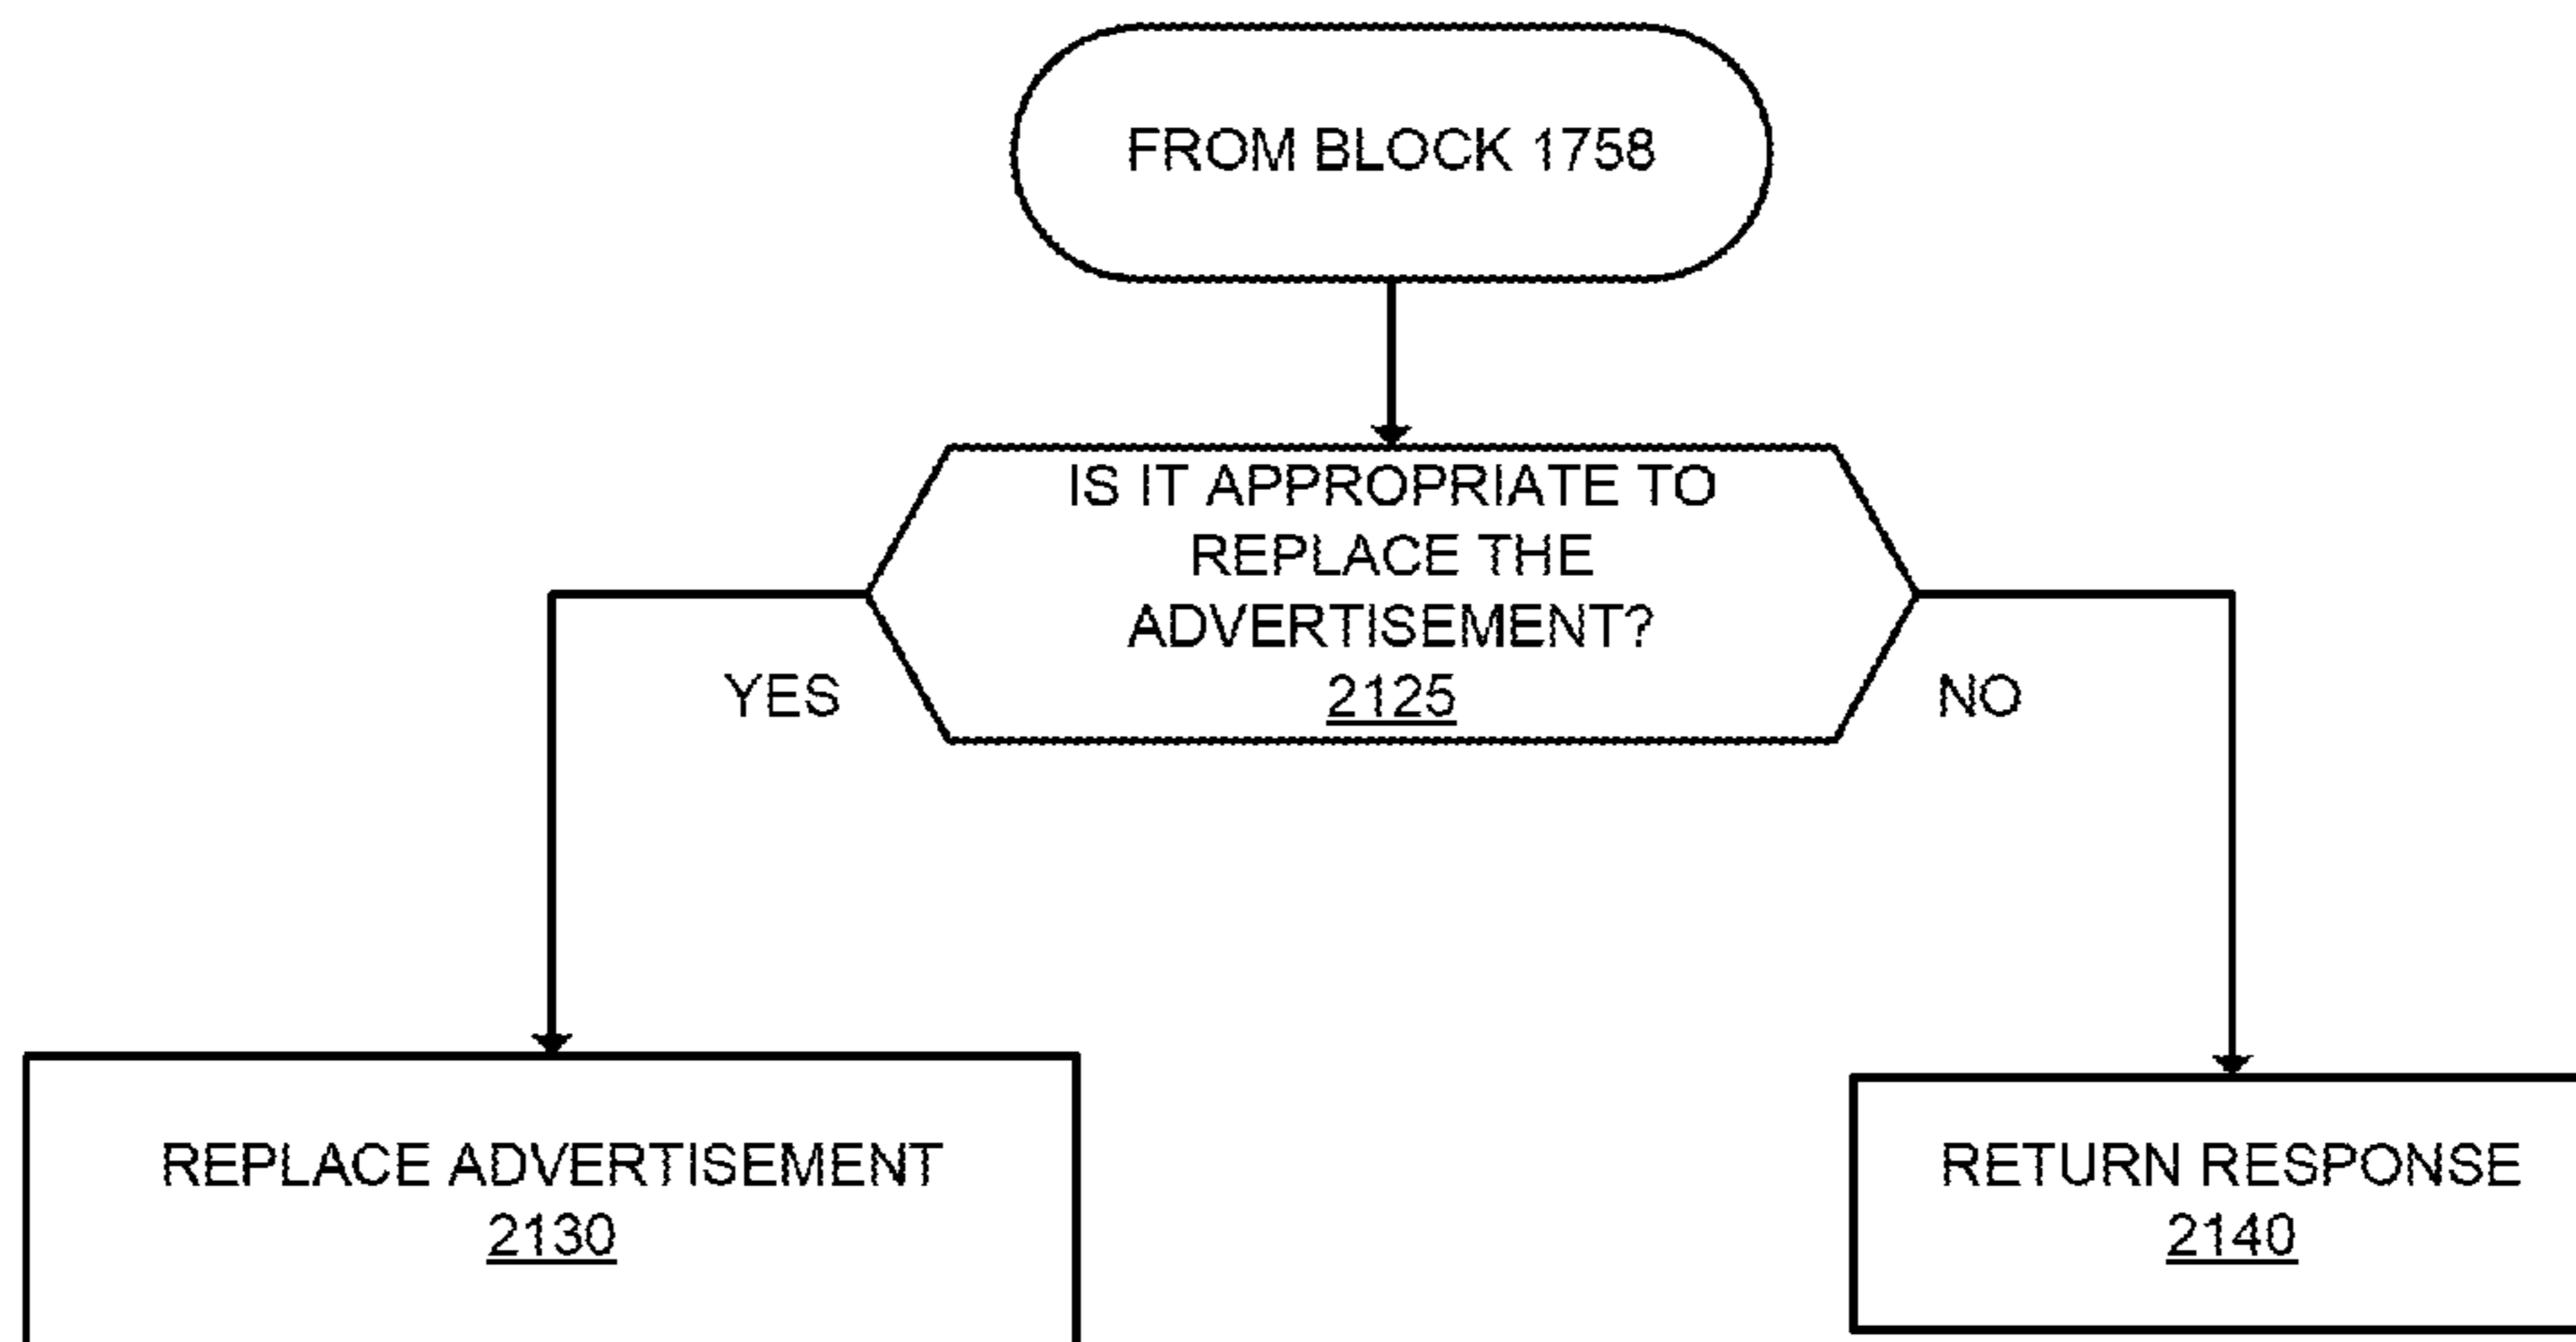 FROM BLOCK 1758
IS IT APPROPRIATE TO
REPLACE THE
ADVERTISEMENT?
2125
YES
NO
REPLACE ADVERTISEMENT
2130
RETURN RESPONSE
2140